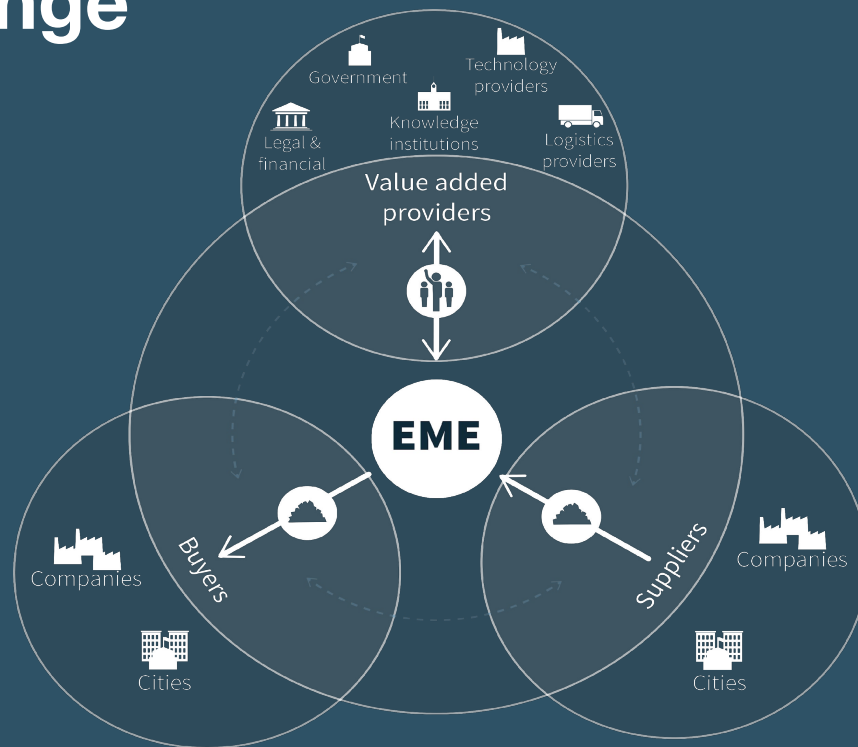 nge
Government
Technology
providers
Knowledge
institutions
Legal &
financial
Logistics
providers
Value added
providers
EME
Buyers
Suppliers
Companies
Cities
Companies
Cities